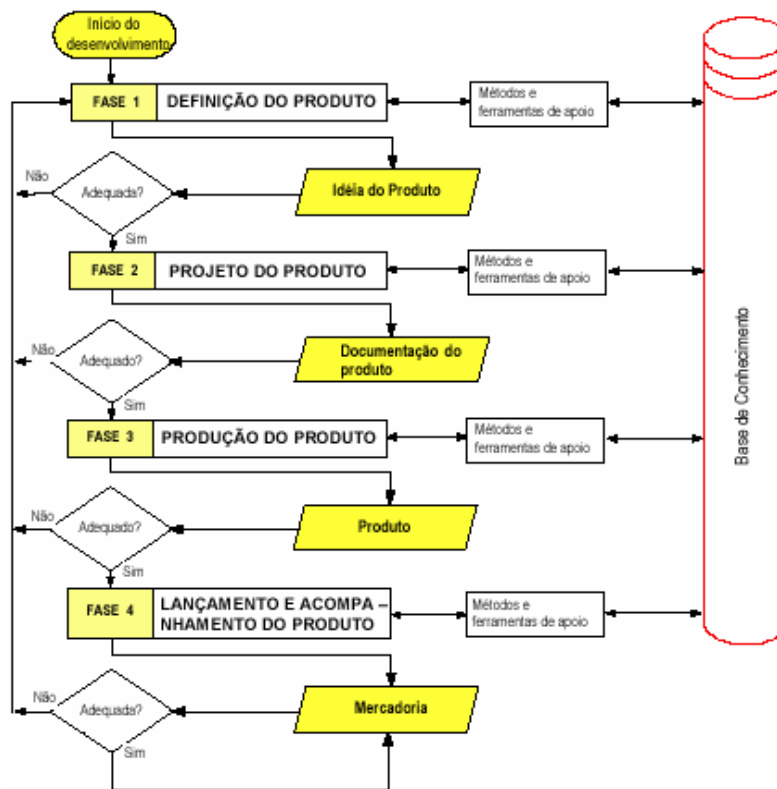 Início do
desenvolvimento
FASE 1
DEFINIÇÃO DO PRODUTO
Métodos e
ferramentas de apoio
Não
Adequada?
Idéia do Produto
Sim
FASE 2
PROJETO DO PRODUTO
Métodos e
ferramentas de apoio
Não
Adequado?
Documentação do
produto
Sim
FASE 3
PRODUÇÃO DO PRODUTO
Métodos e
ferramentas de apoio
Não
Adequado?
Produto
Sim
FASE 4
LANÇAMENTO E ACOMPA –
NHAMENTO DO PRODUTO
Métodos e
ferramentas de apoio
Não
Adequada?
Mercadoria
Sim
Base de Conhecimento